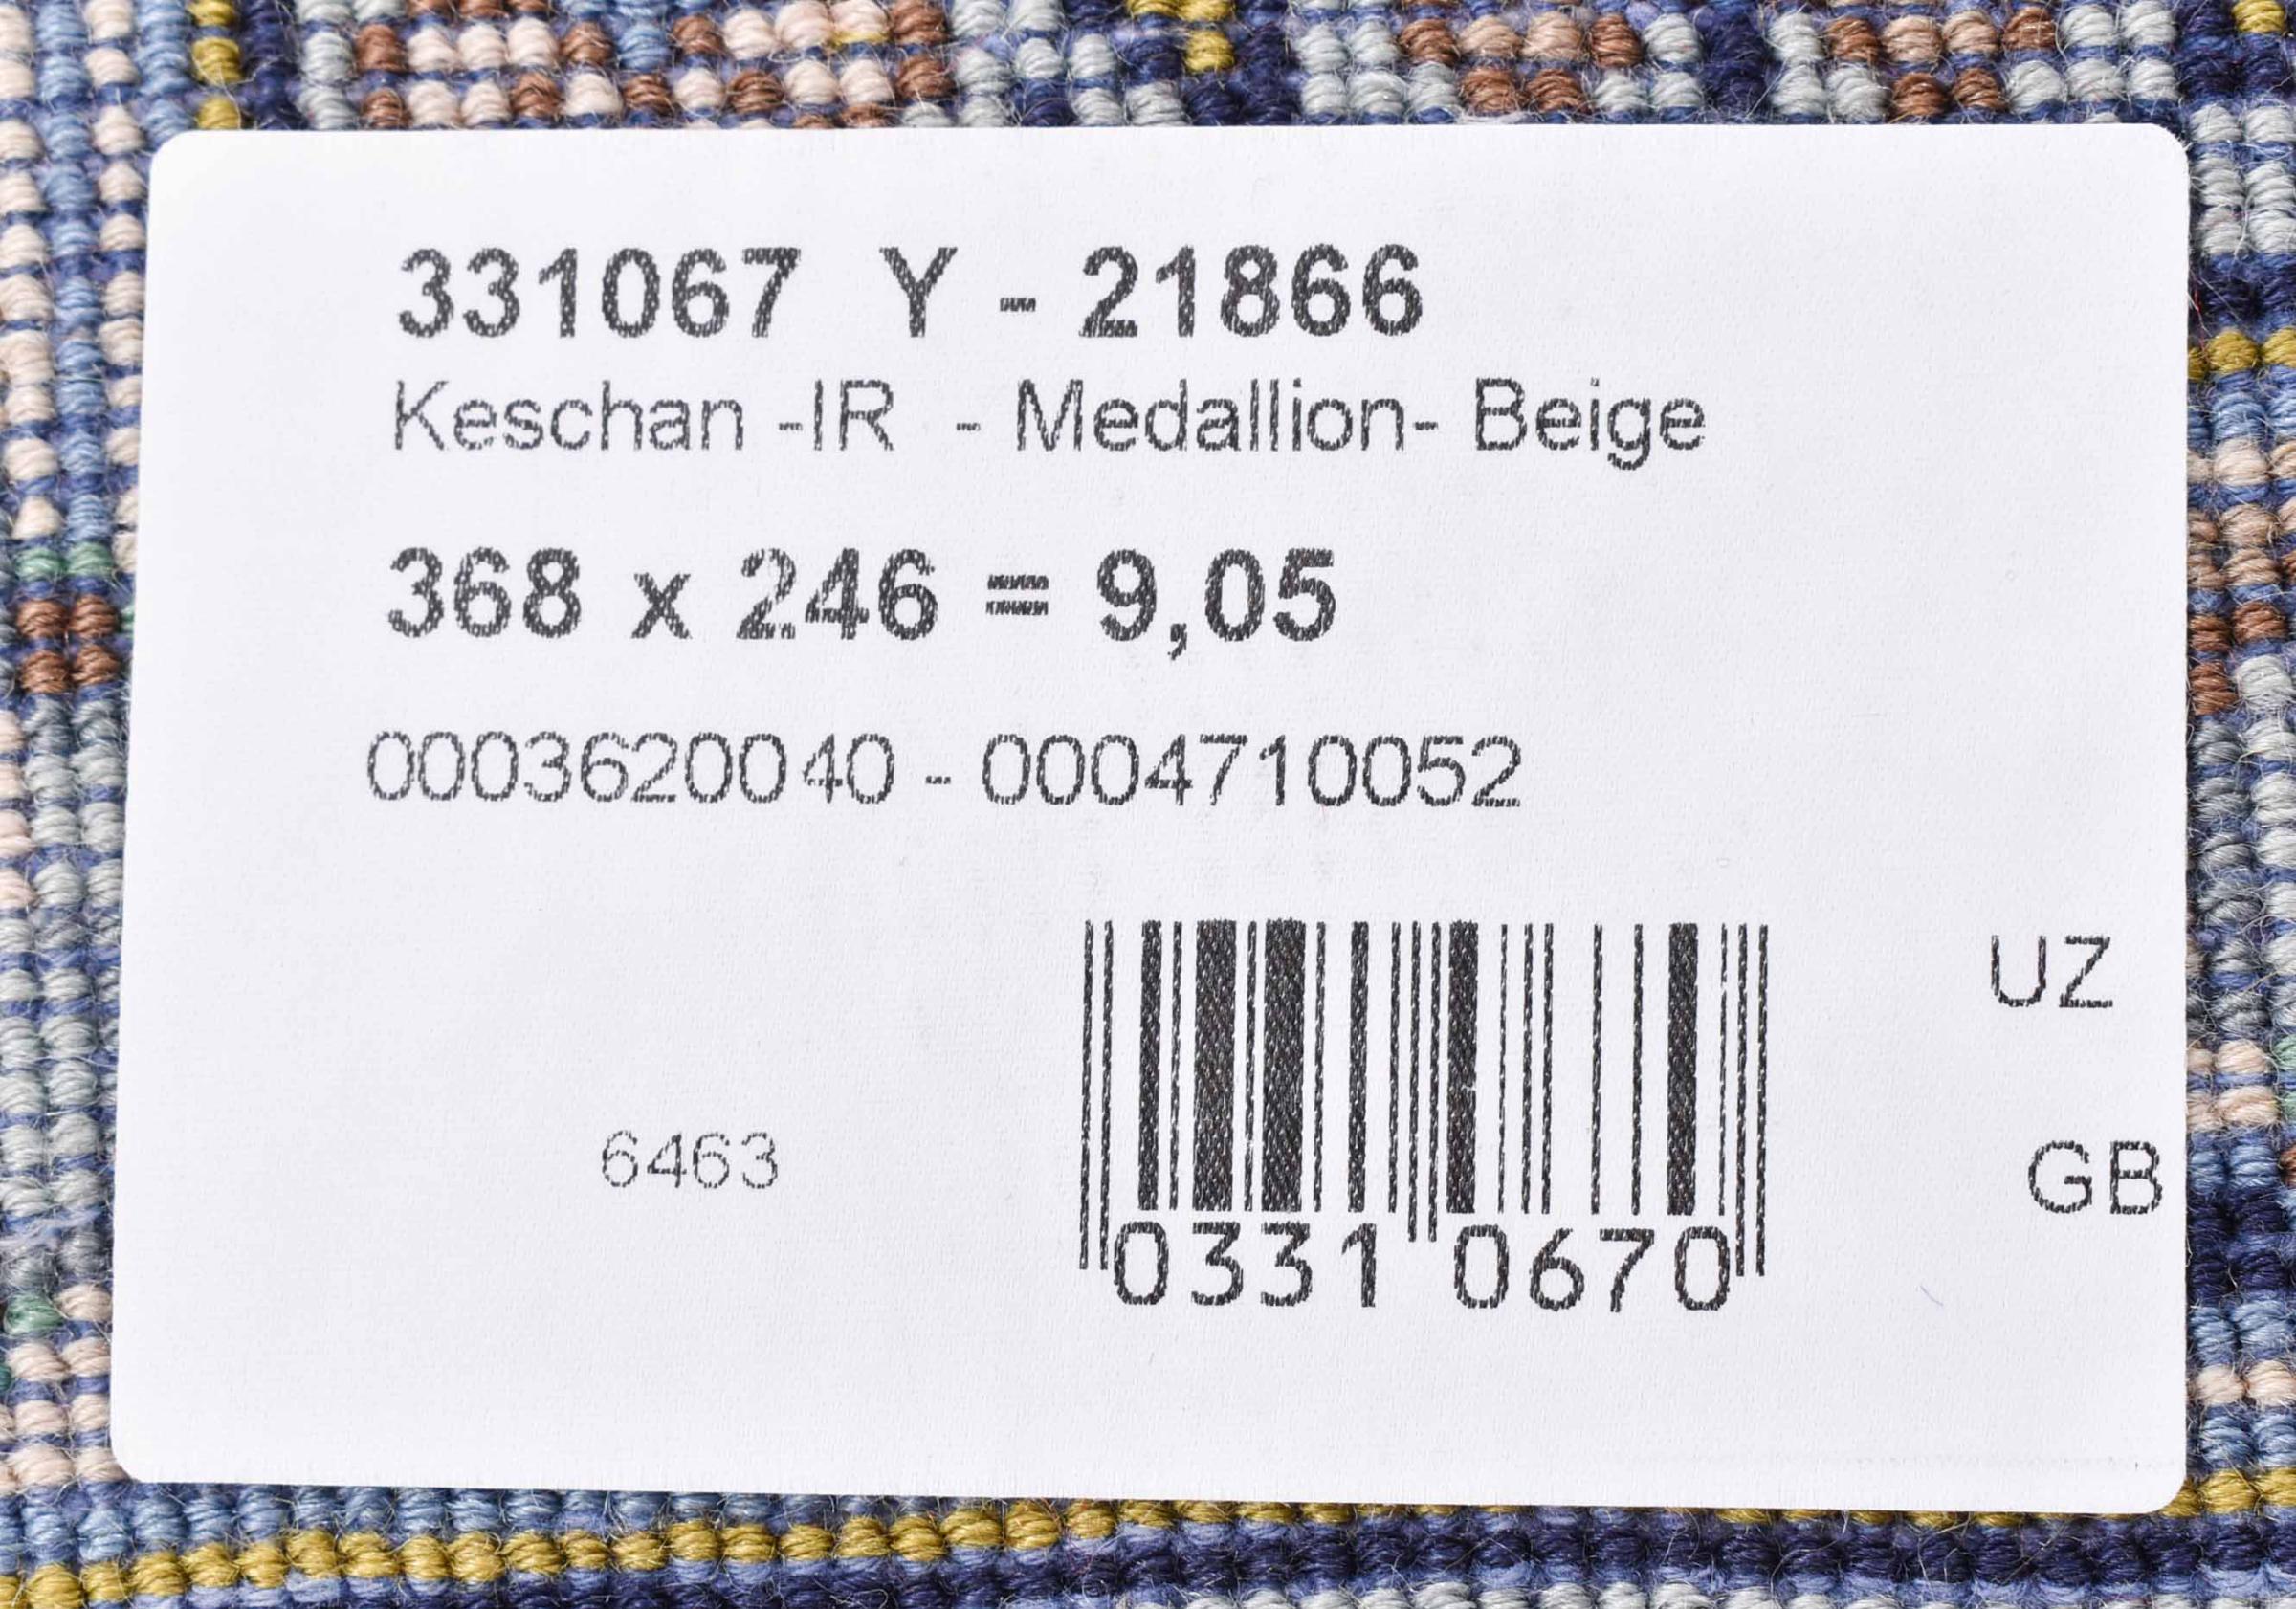 331067 Y - 21866
Keschan -IR - Medallion- Beige
368 x 246 = 9,05
0003620040 - 0004710052
UZ
6463
GB
0331 0670